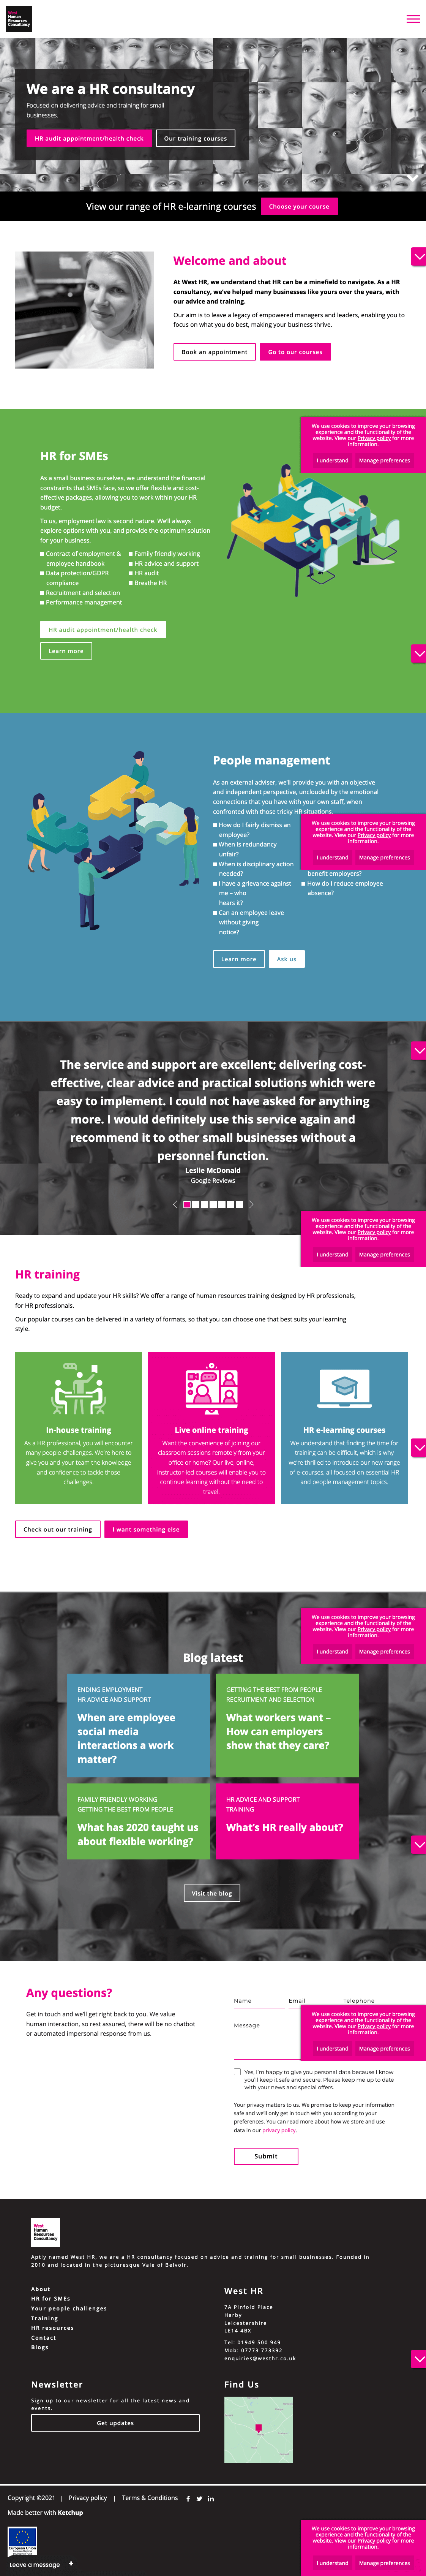 West
Human
Resources
Consultancy
We are a HR consultancy
Focused on delivering advice and training for small
businesses.
HR audit appointment/health check
Our training courses
View our range of HR e-learning courses
Choose your course
Welcome and about
At West HR, we understand that HR can be a minefield to navigate. As a HR
consultancy, we've helped many businesses like yours over the years, with
our advice and training.
Our aim is to leave a legacy of empowered managers and leaders, enabling you to
focus on what you do best, making your business thrive.
Book an appointment
Go to our courses
We use cookies to improve your browsing
experience and the functionality of the
website. View our Privacy policy for more
information.
I understand
Manage preferences
HR for SMEs
As a small business ourselves, we understand the financial
constraints that SMEs face, so we offer flexible and cost-
effective packages, allowing you to work within your HR
budget.
To us, employment law is second nature. We'll always
explore options with you, and provide the optimum solution
for your business.
Contract of employment &
employee handbook
Data protection/GDPR
compliance
Recruitment and selection
Performance management
Family friendly working
HR advice and support
HR audit
Breathe HR
HR audit appointment/health check
Learn more
People management
As an external adviser, we'll provide you with an objective
and independent perspective, unclouded by the emotional
connections that you have with your own staff, when
confronted with those tricky HR situations.
How do I fairly dismiss an
employee?
When is redundancy
unfair?
When is disciplinary action
needed?
I have a grievance against
me – who
hears it?
Can an employee leave
without giving
notice?
We use cookies to improve your browsing
experience and the functionality of the
website. View our Privacy policy for more
information.
I understand
Manage preferences
benefit employers?
How do I reduce employee
absence?
Learn more
Ask us
The service and support are excellent; delivering cost-
effective, clear advice and practical solutions which were
easy to implement. I could not have asked for anything
more. I would definitely use this service again and
recommend it to other small businesses without a
personnel function.
Leslie McDonald
Google Reviews
We use cookies to improve your browsing
experience and the functionality of the
website. View our Privacy policy for more
information.
I understand
Manage preferences
HR training
Ready to expand and update your HR skills? We offer a range of human resources training designed by HR professionals,
for HR professionals.
Our popular courses can be delivered in a variety of formats, so that you can choose one that best suits your learning
style.
In-house training
As a HR professional, you will encounter
many people-challenges. We're here to
give you and your team the knowledge
and confidence to tackle those
challenges.
Live online training
Want the convenience of joining our
classroom sessions remotely from your
office or home? Our live, online,
instructor-led courses will enable you to
continue learning without the need to
travel.
HR e-learning courses
We understand that finding the time for
training can be difficult, which is why
we're thrilled to introduce our new range
of e-courses, all focused on essential HR
and people management topics.
Check out our training
I want something else
We use cookies to improve your browsing
experience and the functionality of the
website. View our Privacy policy for more
information.
I understand
Manage preferences
Blog latest
ENDING EMPLOYMENT
HR ADVICE AND SUPPORT
When are employee
social media
interactions a work
matter?
GETTING THE BEST FROM PEOPLE
RECRUITMENT AND SELECTION
What workers want –
How can employers
show that they care?
FAMILY FRIENDLY WORKING
GETTING THE BEST FROM PEOPLE
What has 2020 taught us
about flexible working?
HR ADVICE AND SUPPORT
TRAINING
What's HR really about?
Visit the blog
Any questions?
Get in touch and we'll get right back to you. We value
human interaction, so rest assured, there will be no chatbot
or automated impersonal response from us.
Name
Email
Telephone
Message
We use cookies to improve your browsing
experience and the functionality of the
website. View our Privacy policy for more
information.
I understand
Manage preferences
Yes, I'm happy to give you personal data because I know
you'll keep it safe and secure. Please keep me up to date
with your news and special offers.
Your privacy matters to us. We promise to keep your information
safe and we'll only get in touch with you according to your
preferences. You can read more about how we store and use
data in our privacy policy.
Submit
West
Human
Resources
Consultancy
Aptly named West HR, we are a HR consultancy focused on advice and training for small businesses. Founded in
2010 and located in the picturesque Vale of Belvoir.
About
HR for SMEs
Your people challenges
Training
HR resources
Contact
Blogs
West HR
7A Pinfold Place
Harby
Leicestershire
LE14 4BX
Tel: 01949 500 949
Mob: 07773 773392
enquiries@westhr.co.uk
Newsletter
Sign up to our newsletter for all the latest news and
events.
Get updates
Find Us
Copyright ©2021 | Privacy policy | Terms & Conditions
Made better with Ketchup
European Union
Leave a message
We use cookies to improve your browsing
experience and the functionality of the
website. View our Privacy policy for more
information.
I understand
Manage preferences